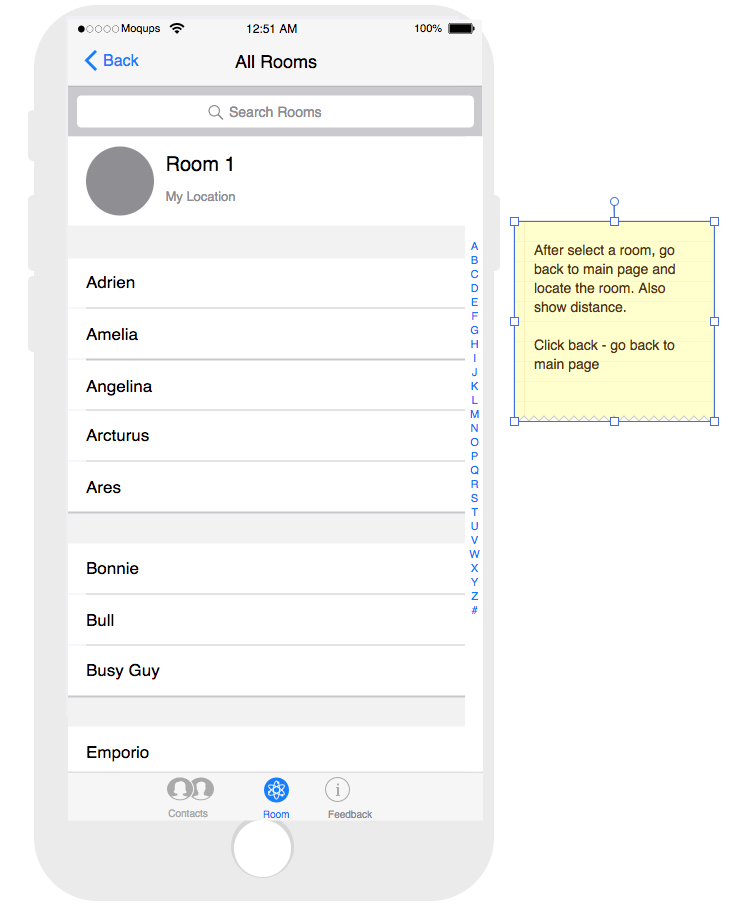 Moqups 12:51 AM 100%
Back All Rooms
Search Rooms
Room 1
My Location
Adrien
Amelia
Angelina
Arcturus
Ares
Bonnie
Bull
Busy Guy
Emporio
A
B
C
D
E
F
G
H
I
J
K
L
M
N
O
P
Q
R
S
T
U
V
W
X
Y
Z
#
Contacts Room Feedback
After select a room, go
back to main page and
locate the room. Also
show distance.
Click back - go back to
main page